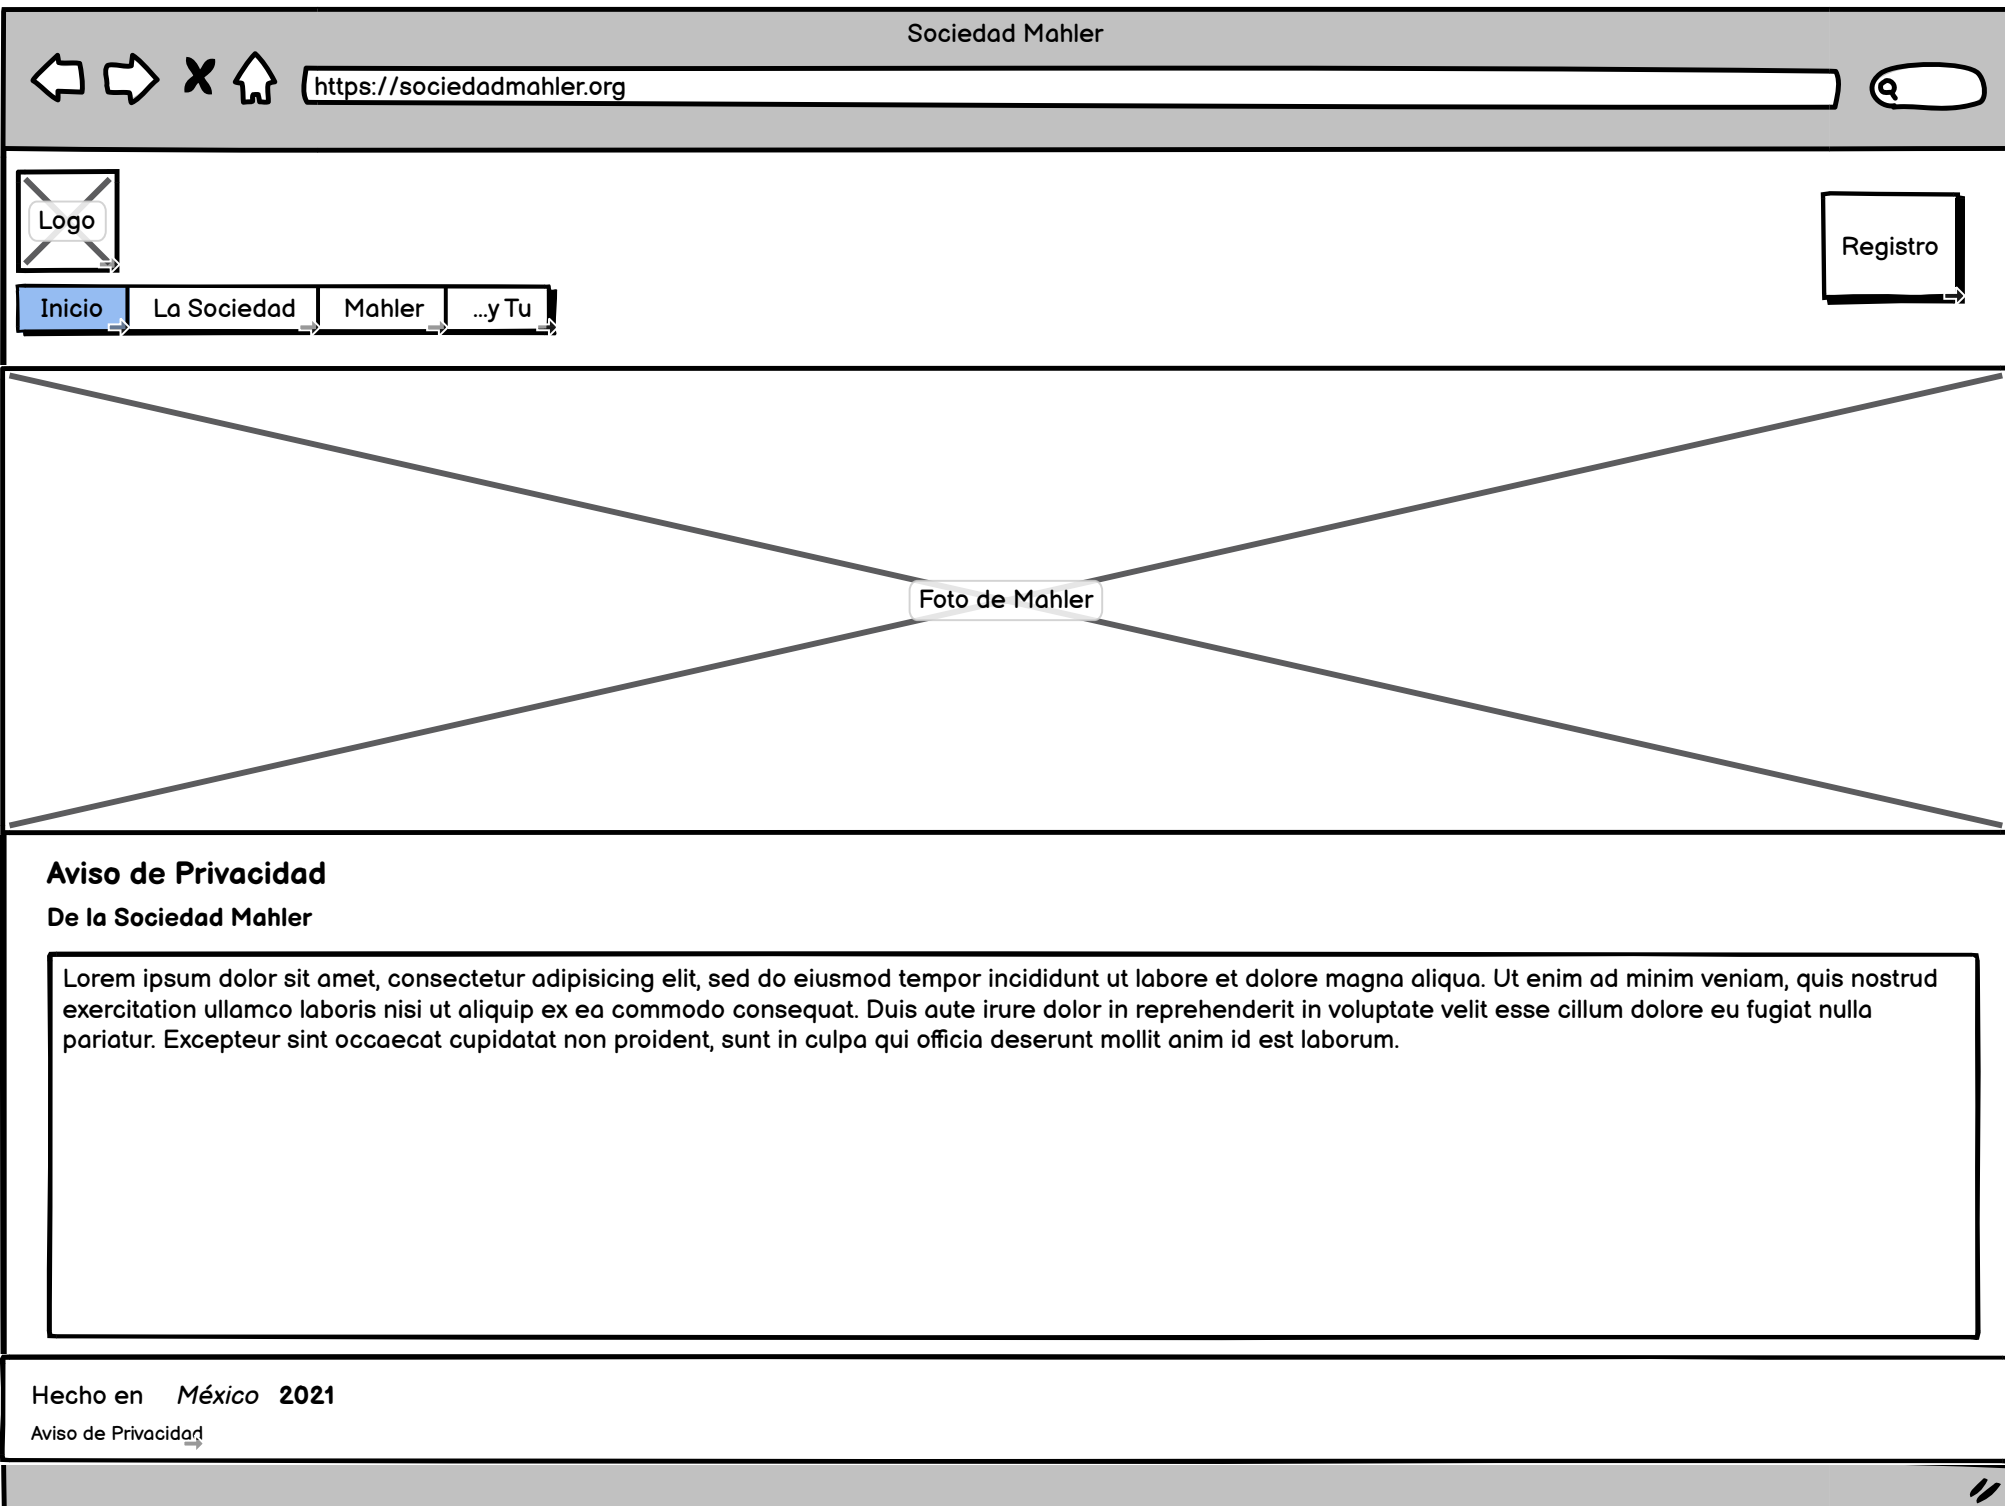 Sociedad Mahler
https://sociedadmahler.org
Logo
Registro
Inicio La Sociedad Mahler ...y Tu
Foto de Mahler
Aviso de Privacidad
De la Sociedad Mahler
Lorem ipsum dolor sit amet, consectetur adipisicing elit, sed do eiusmod tempor incididunt ut labore et dolore magna aliqua. Ut enim ad minim veniam, quis nostrud
exercitation ullamco laboris nisi ut aliquip ex ea commodo consequat. Duis aute irure dolor in reprehenderit in voluptate velit esse cillum dolore eu fugiat nulla
pariatur. Excepteur sint occaecat cupidatat non proident, sunt in culpa qui officia deserunt mollit anim id est laborum.
Hecho en México 2021
Aviso de Privacidad